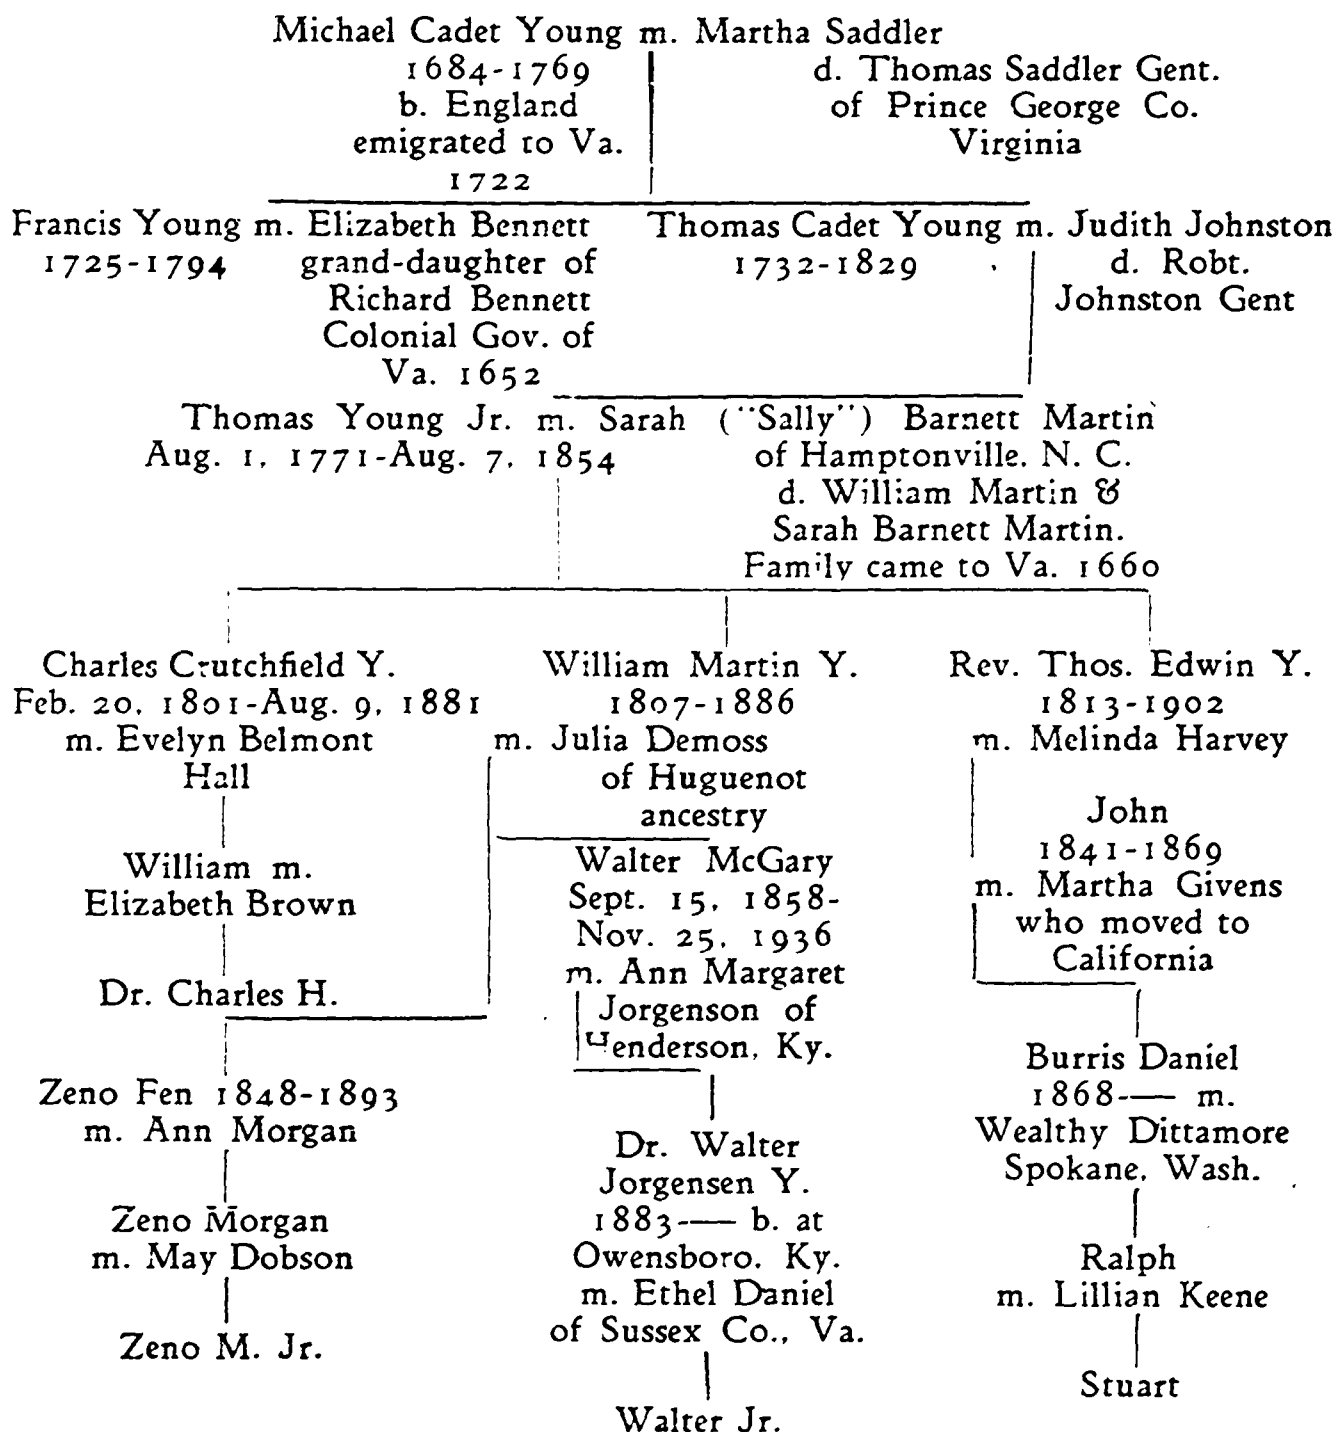 Michael Cadet Young m. Martha Saddler
1684-1769
b. England
emigrated to Va.
1722
d. Thomas Saddler Gent.
of Prince George Co.
Virginia
Francis Young m. Elizabeth Bennett
1725-1794
grand-daughter of
Richard Bennett
Colonial Gov. of
Va. 1652
Thomas Cadet Young m. Judith Johnston
1732-1829
d. Robt.
Johnston Gent
Thomas Young Jr. m. Sarah ("Sally") Barnett Martin
Aug. 1, 1771-Aug. 7, 1854
of Hamptonville, N. C.
d. William Martin &
Sarah Barnett Martin.
Family came to Va. 1660
Charles Crutchfield Y.
Feb. 20, 1801-Aug. 9, 1881
m. Evelyn Belmont
Hall
William m.
Elizabeth Brown
Dr. Charles H.
Zeno Fen 1848-1893
m. Ann Morgan
Zeno Morgan
m. May Dobson
Zeno M. Jr.
William Martin Y.
1807-1886
m. Julia Demoss
of Huguenot
ancestry
Walter McGary
Sept. 15, 1858-
Nov. 25, 1936
m. Ann Margaret
Jorgenson of
Henderson, Ky.
Dr. Walter
Jorgensen Y.
1883-— b. at
Owensboro, Ky.
m. Ethel Daniel
of Sussex Co., Va.
Walter Jr.
Rev. Thos. Edwin Y.
1813-1902
m. Melinda Harvey
John
1841-1869
m. Martha Givens
who moved to
California
Burris Daniel
1868-— m.
Wealthy Dittamore
Spokane, Wash.
Ralph
m. Lillian Keene
Stuart